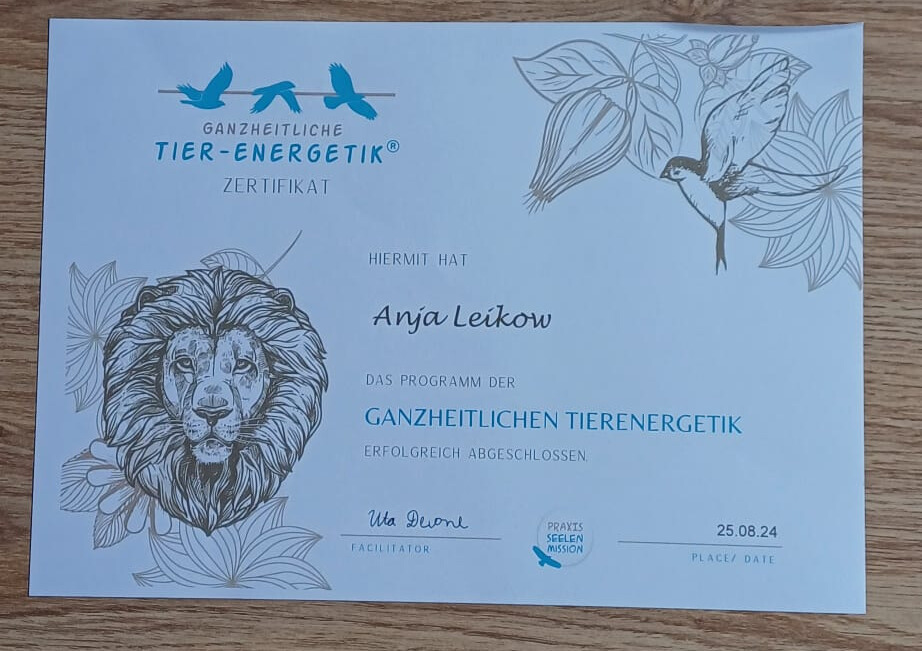 GANZHEITLICHE
TIER-ENERGETIK®
ZERTIFIKAT
HIERMIT HAT
Anja Leikow
DAS PROGRAMM DER
GANZHEITLICHEN TIERENERGETIK
ERFOLGREICH ABGESCHLOSSEN.
Uta Devone
FACILITATOR
PRAXIS
SEELEN
MISSION
25.08.24
PLACE/ DATE